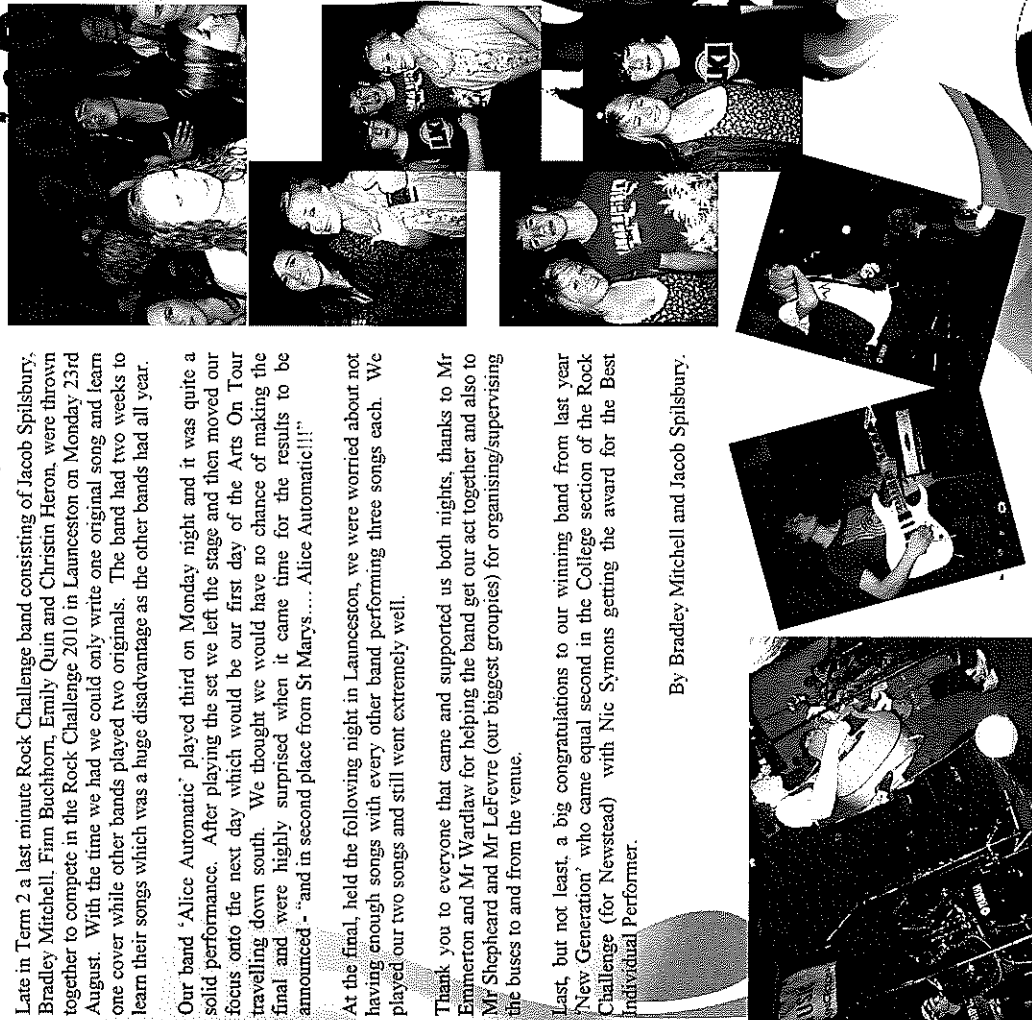 Late in Term 2 a last minute Rock Challenge band consisting of Jacob Spilsbury,
Bradley Mitchell, Finn Buchhorn, Emily Quin and Christin Heron, were thrown
together to compete in the Rock Challenge 2010 in Launceston on Monday 23rd
August. With the time we had we could only write one original song and learn
one cover while other bands played two originals. The band had two weeks to
learn their songs which was a huge disadvantage as the other bands had all year.
Our band 'Alice Automatic' played third on Monday night and it was quite a
solid performance. After playing the set we left the stage and then moved our
focus onto the next day which would be our first day of the Arts On Tour
travelling down south. We thought we would have no chance of making the
final and were highly surprised when it came time for the results to be
announced - "and in second place from St Marys…. Alice Automatic!!!"
At the final, held the following night in Launceston, we were worried about not
having enough songs with every other band performing three songs each. We
played our two songs and still went extremely well.
Thank you to everyone that came and supported us both nights, thanks to Mr
Emmerton and Mr Wardlaw for helping the band get our act together and also to
Mr Shepheard and Mr LeFevre (our biggest groupies) for organising/supervising
the buses to and from the venue.
Last, but not least, a big congratulations to our winning band from last year
'New Generation' who came equal second in the College section of the Rock
Challenge (for Newstead) with Nic Symons getting the award for the Best
Individual Performer.
By Bradley Mitchell and Jacob Spilsbury.